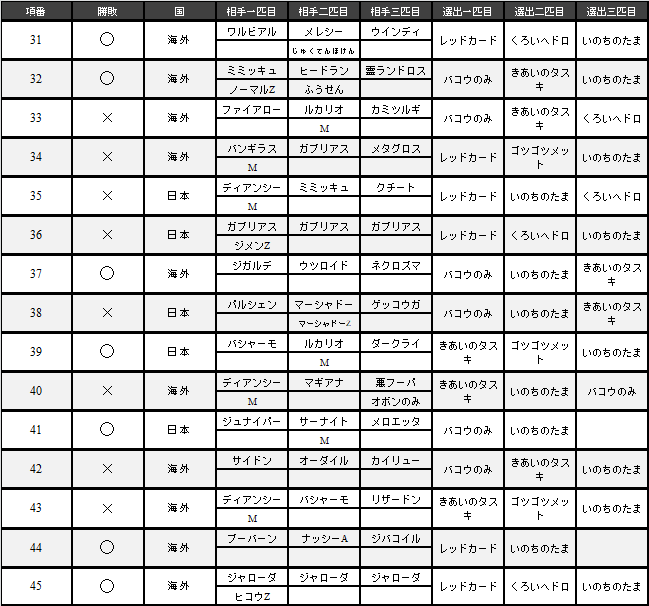 項番 勝敗 国 相手一匹目 相手二匹目 相手三匹目 選出一匹目 選出二匹目 選出三匹目
31 ○ 海外 ワルビアル メレシー ウインディ レッドカード くろいヘドロ いのちのたま
じゅくてんほけん
32 ○ 海外 ミミッキュ ヒードラン 霊ランドロス バコウのみ きあいのタスキ いのちのたま
ノーマルZ ふうせん
33 × 海外 ファイアロー ルカリオ カミツルギ バコウのみ きあいのタスキ くろいヘドロ
M
34 × 海外 バンギラス ガブリアス メタグロス レッドカード ゴツゴツメット いのちのたま
M
35 × 日本 ディアンシー ミミッキュ クチート レッドカード いのちのたま くろいヘドロ
M
36 × 日本 ガブリアス ガブリアス ガブリアス レッドカード くろいヘドロ いのちのたま
ジメンZ
37 ○ 海外 ジガルデ ウツロイド ネクロズマ バコウのみ いのちのたま きあいのタスキ
38 × 日本 パルシェン マーシャドー ゲッコウガ バコウのみ いのちのたま きあいのタスキ
マーシャドーZ
39 ○ 日本 バシャーモ ルカリオ ダークライ きあいのタスキ ゴツゴツメット いのちのたま
M
40 × 海外 ディアンシー マギアナ 悪フーパ きあいのタスキ いのちのたま バコウのみ
M オボンのみ
41 ○ 日本 ジュナイパー サーナイト メロエッタ バコウのみ いのちのたま
M
42 × 海外 サイドン オーダイル カイリュー バコウのみ きあいのタスキ いのちのたま
43 × 海外 ディアンシー バシャーモ リザードン きあいのタスキ ゴツゴツメット いのちのたま
M
44 ○ 海外 ブーバーン ナッシーA ジバコイル レッドカード いのちのたま
45 ○ 海外 ジャローダ ジャローダ ジャローダ レッドカード くろいヘドロ いのちのたま
ヒコウZ